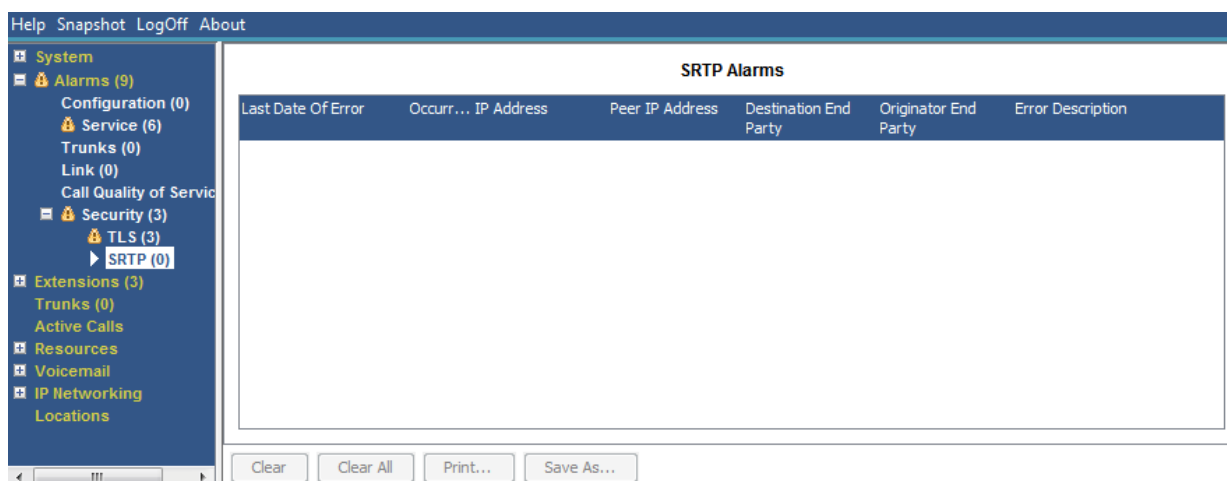 Help Snapshot LogOff About
System
Alarms (9)
Configuration (0)
Service (6)
Trunks (0)
Link (0)
Call Quality of Servic
Security (3)
TLS (3)
SRTP (0)
Extensions (3)
Trunks (0)
Active Calls
Resources
Voicemail
IP Networking
Locations
SRTP Alarms
Last Date Of Error Occurr... IP Address Peer IP Address Destination End Party Originator End Party Error Description
Clear Clear All Print... Save As...